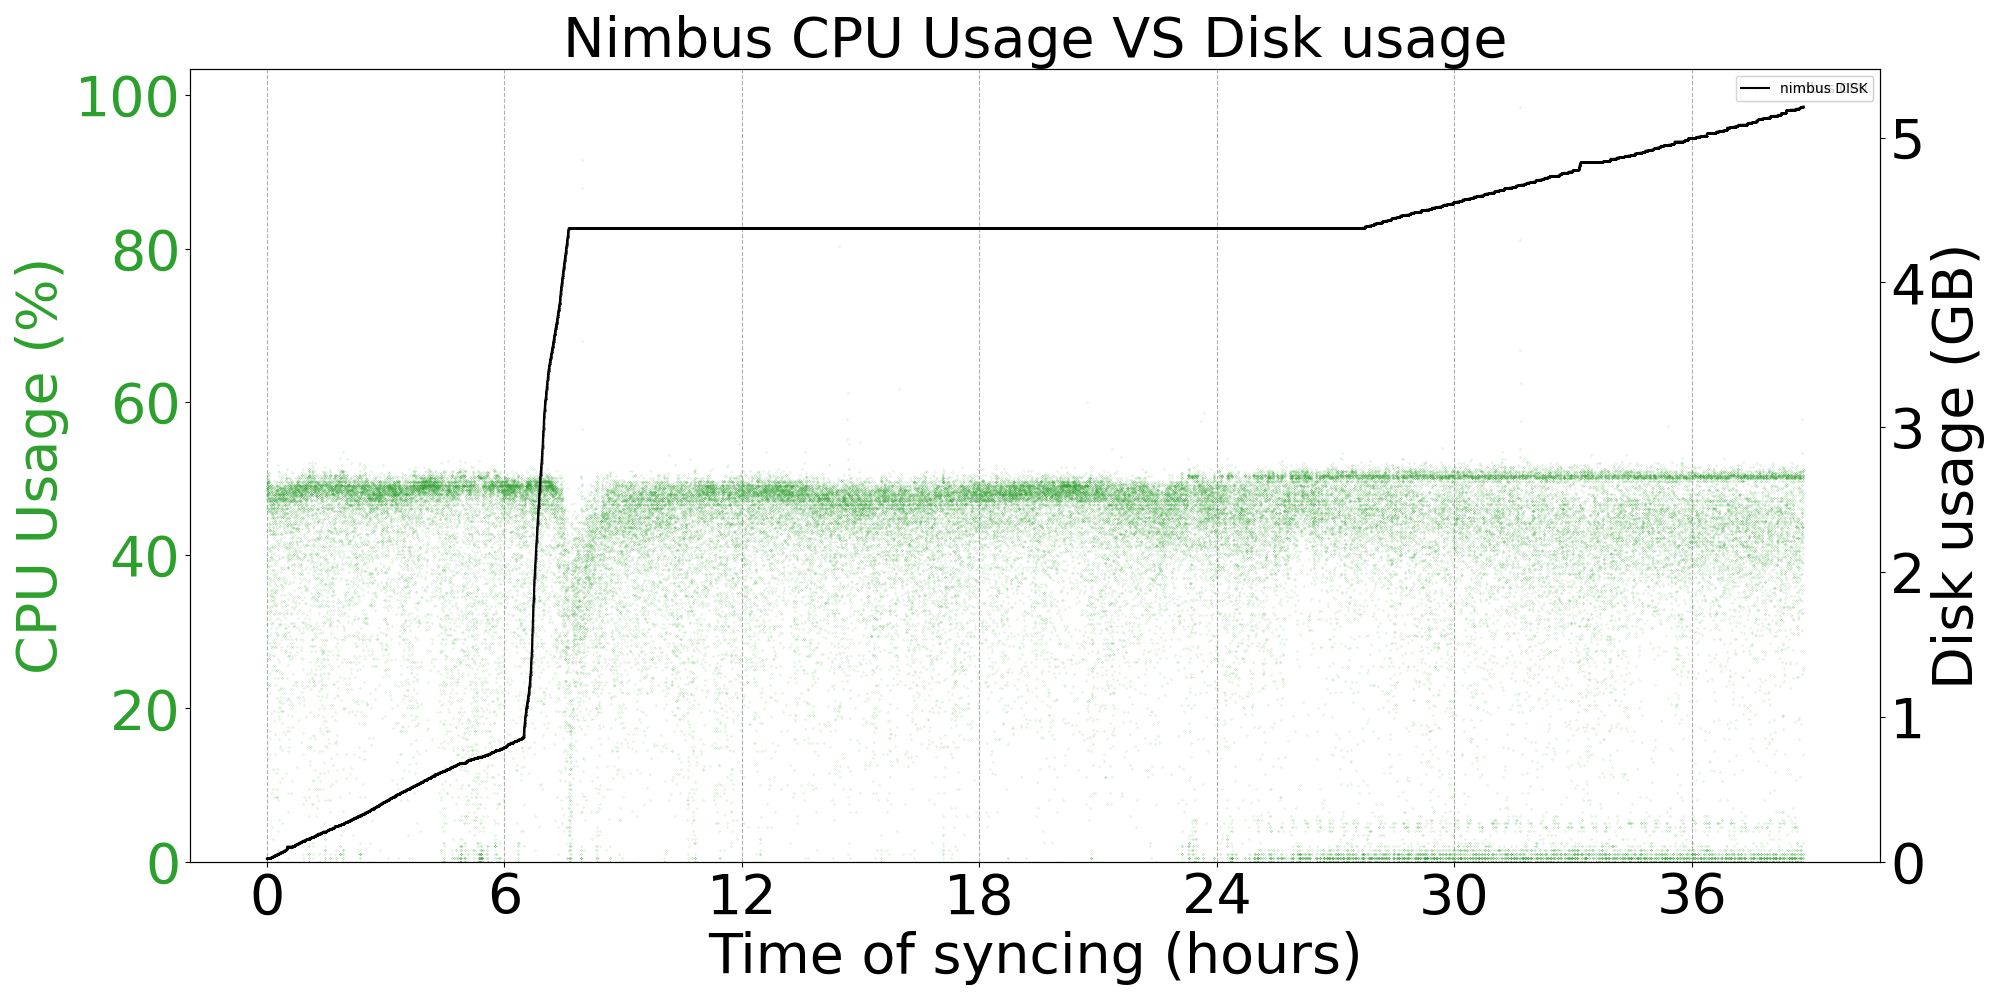 Nimbus CPU Usage VS Disk usage
nimbus DISK
CPU Usage (%)
100
80
60
40
20
0
Disk usage (GB)
5
4
3
2
1
0
0 6 12 18 24 30 36
Time of syncing (hours)